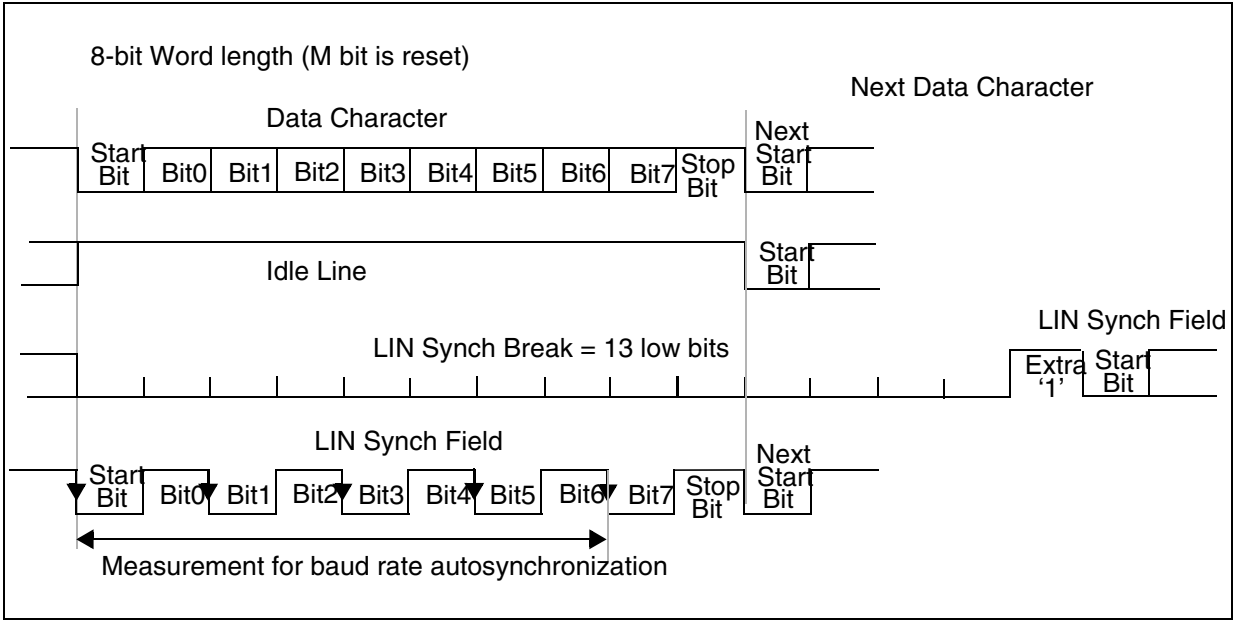 8-bit Word length (M bit is reset)
Next Data Character
Data Character
Start Bit
Bit0
Bit1
Bit2
Bit3
Bit4
Bit5
Bit6
Bit7
Stop Bit
Next Start Bit
Idle Line
Start Bit
LIN Synch Field
LIN Synch Break = 13 low bits
Extra '1'
Start Bit
LIN Synch Field
Start Bit
Bit0
Bit1
Bit2
Bit3
Bit4
Bit5
Bit6
Bit7
Stop Bit
Next Start Bit
Measurement for baud rate autosynchronization